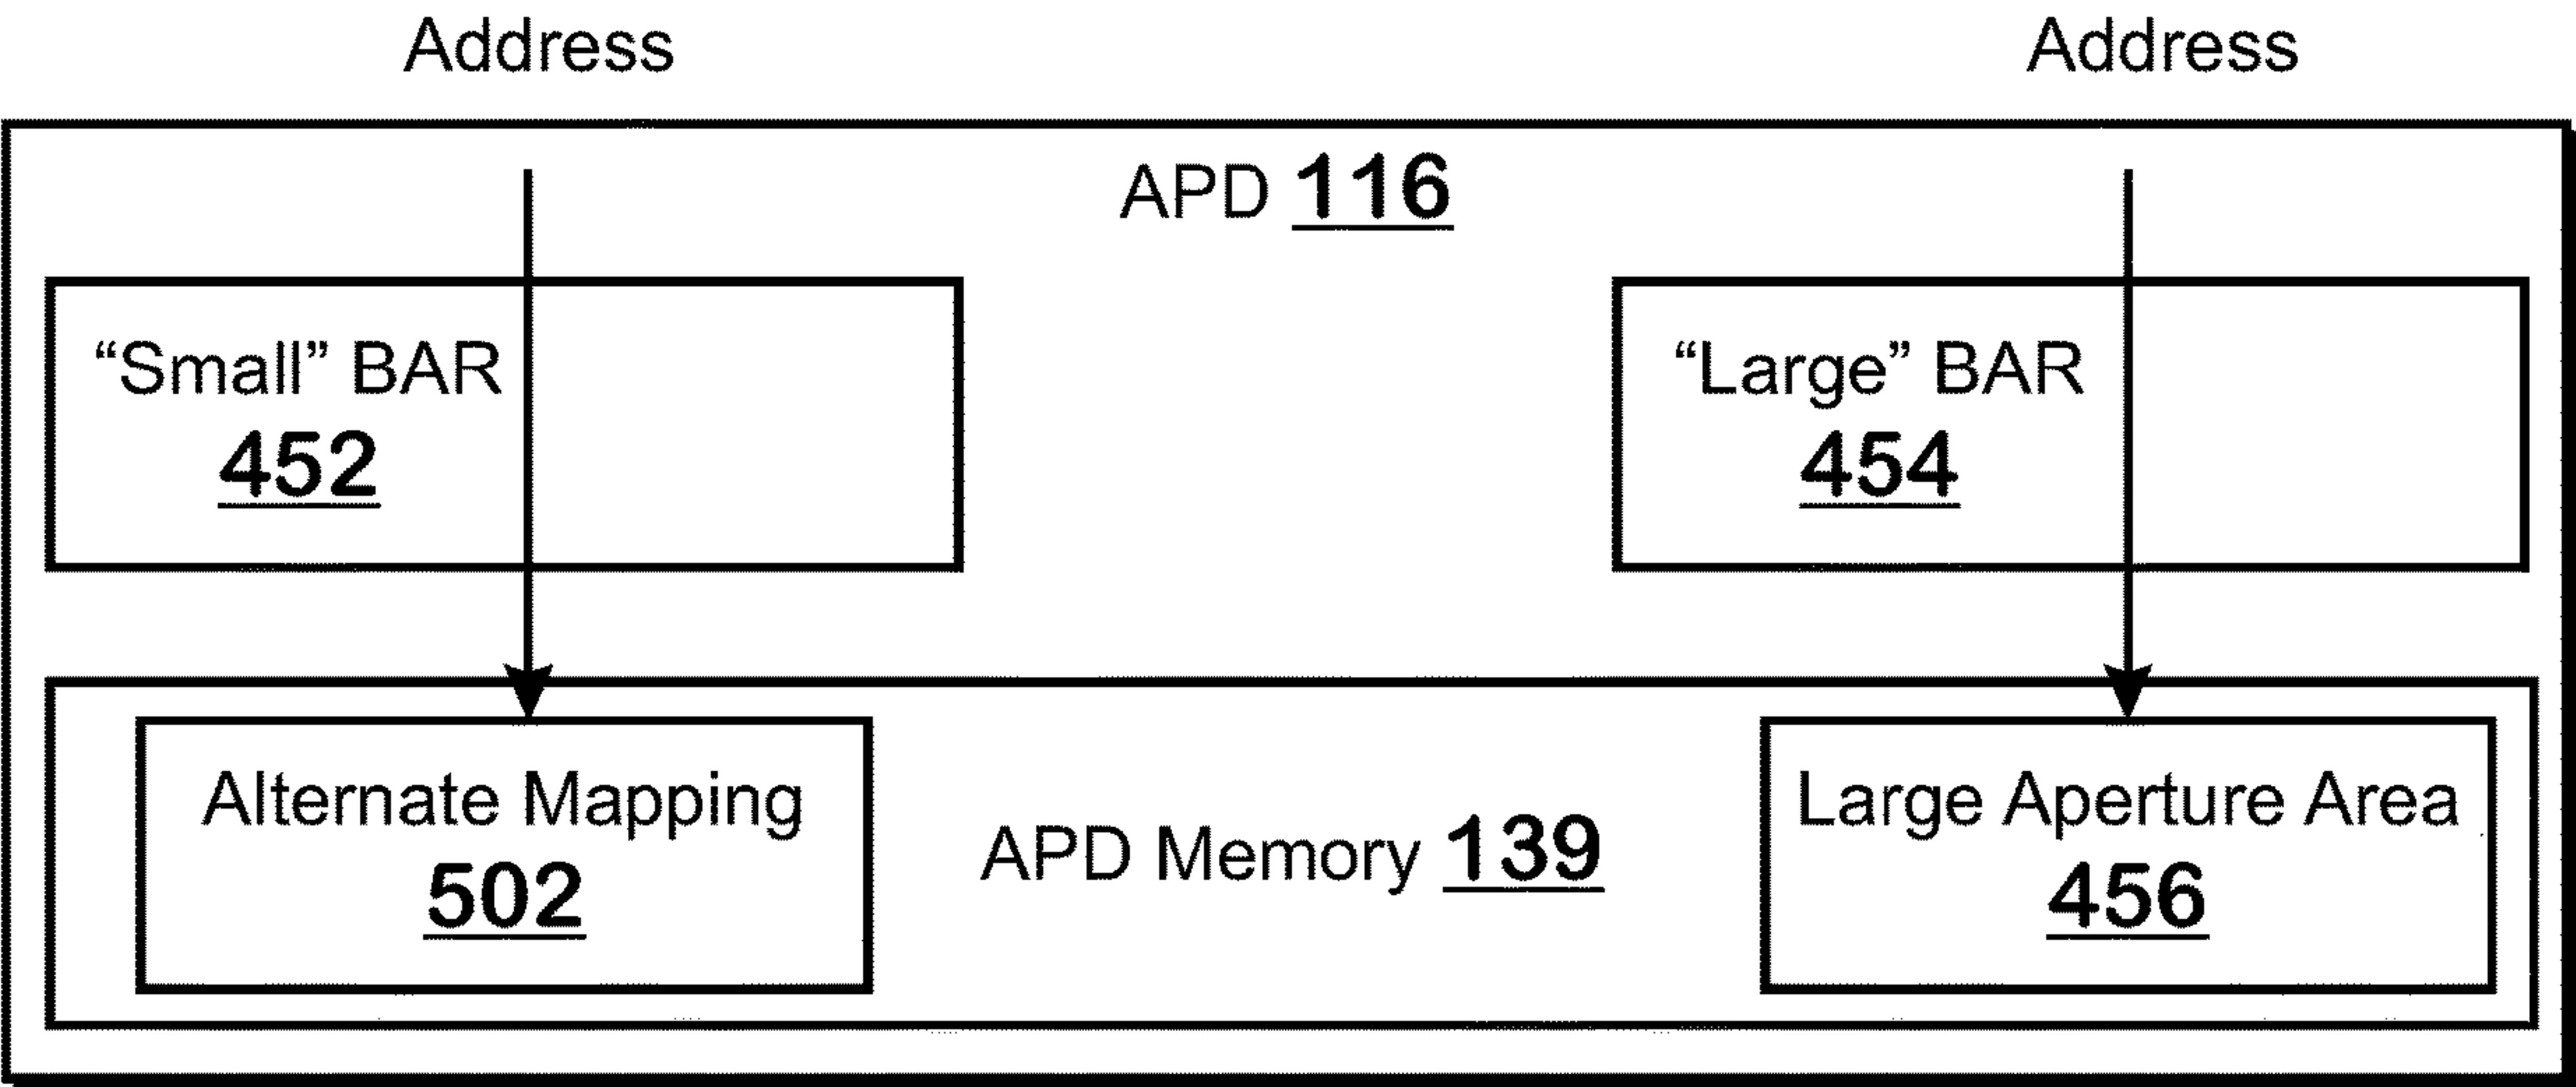 Address
Address
APD 116
“Small” BAR
452
“Large” BAR
454
Alternate Mapping
502
APD Memory 139
Large Aperture Area
456